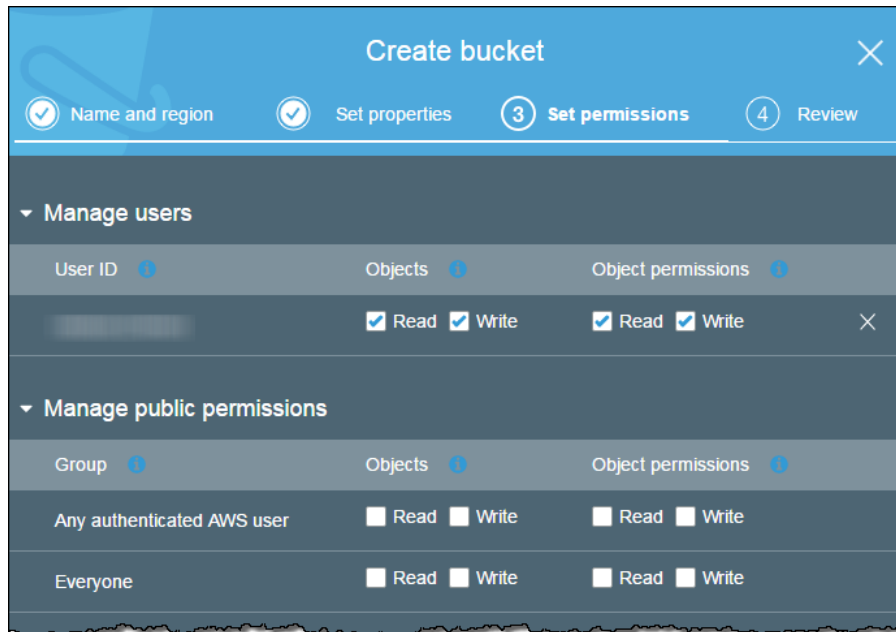 Create bucket
Name and region Set properties 3 Set permissions 4 Review
Manage users
User ID Objects Object permissions
Read Write Read Write
Manage public permissions
Group Objects Object permissions
Any authenticated AWS user Read Write Read Write
Everyone Read Write Read Write